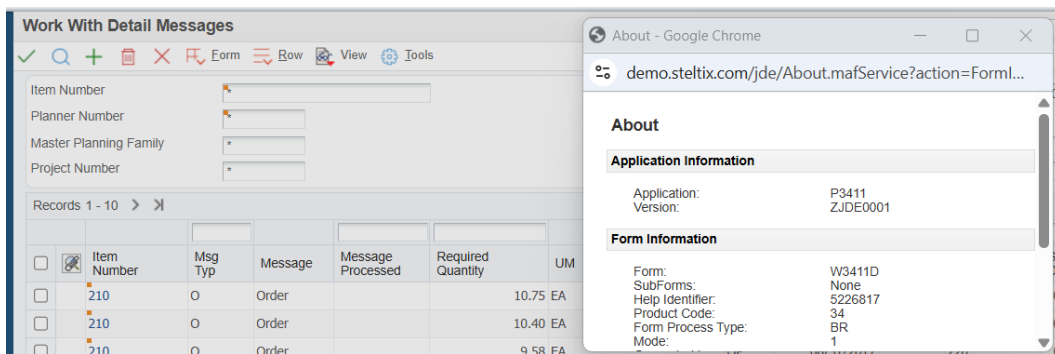 Work With Detail Messages
Form Row View Tools
Item Number *
Planner Number *
Master Planning Family *
Project Number *
Records 1 - 10
Item Number Msg Typ Message Message Processed Required Quantity UM
210 O Order 10.75 EA
210 O Order 10.40 EA
210 O Order 9.58 EA
About - Google Chrome
demo.steltix.com/jde/About.mafService?action=FormI...
About
Application Information
Application: P3411
Version: ZJDE0001
Form Information
Form: W3411D
SubForms: None
Help Identifier: 5226817
Product Code: 34
Form Process Type: BR
Mode: 1